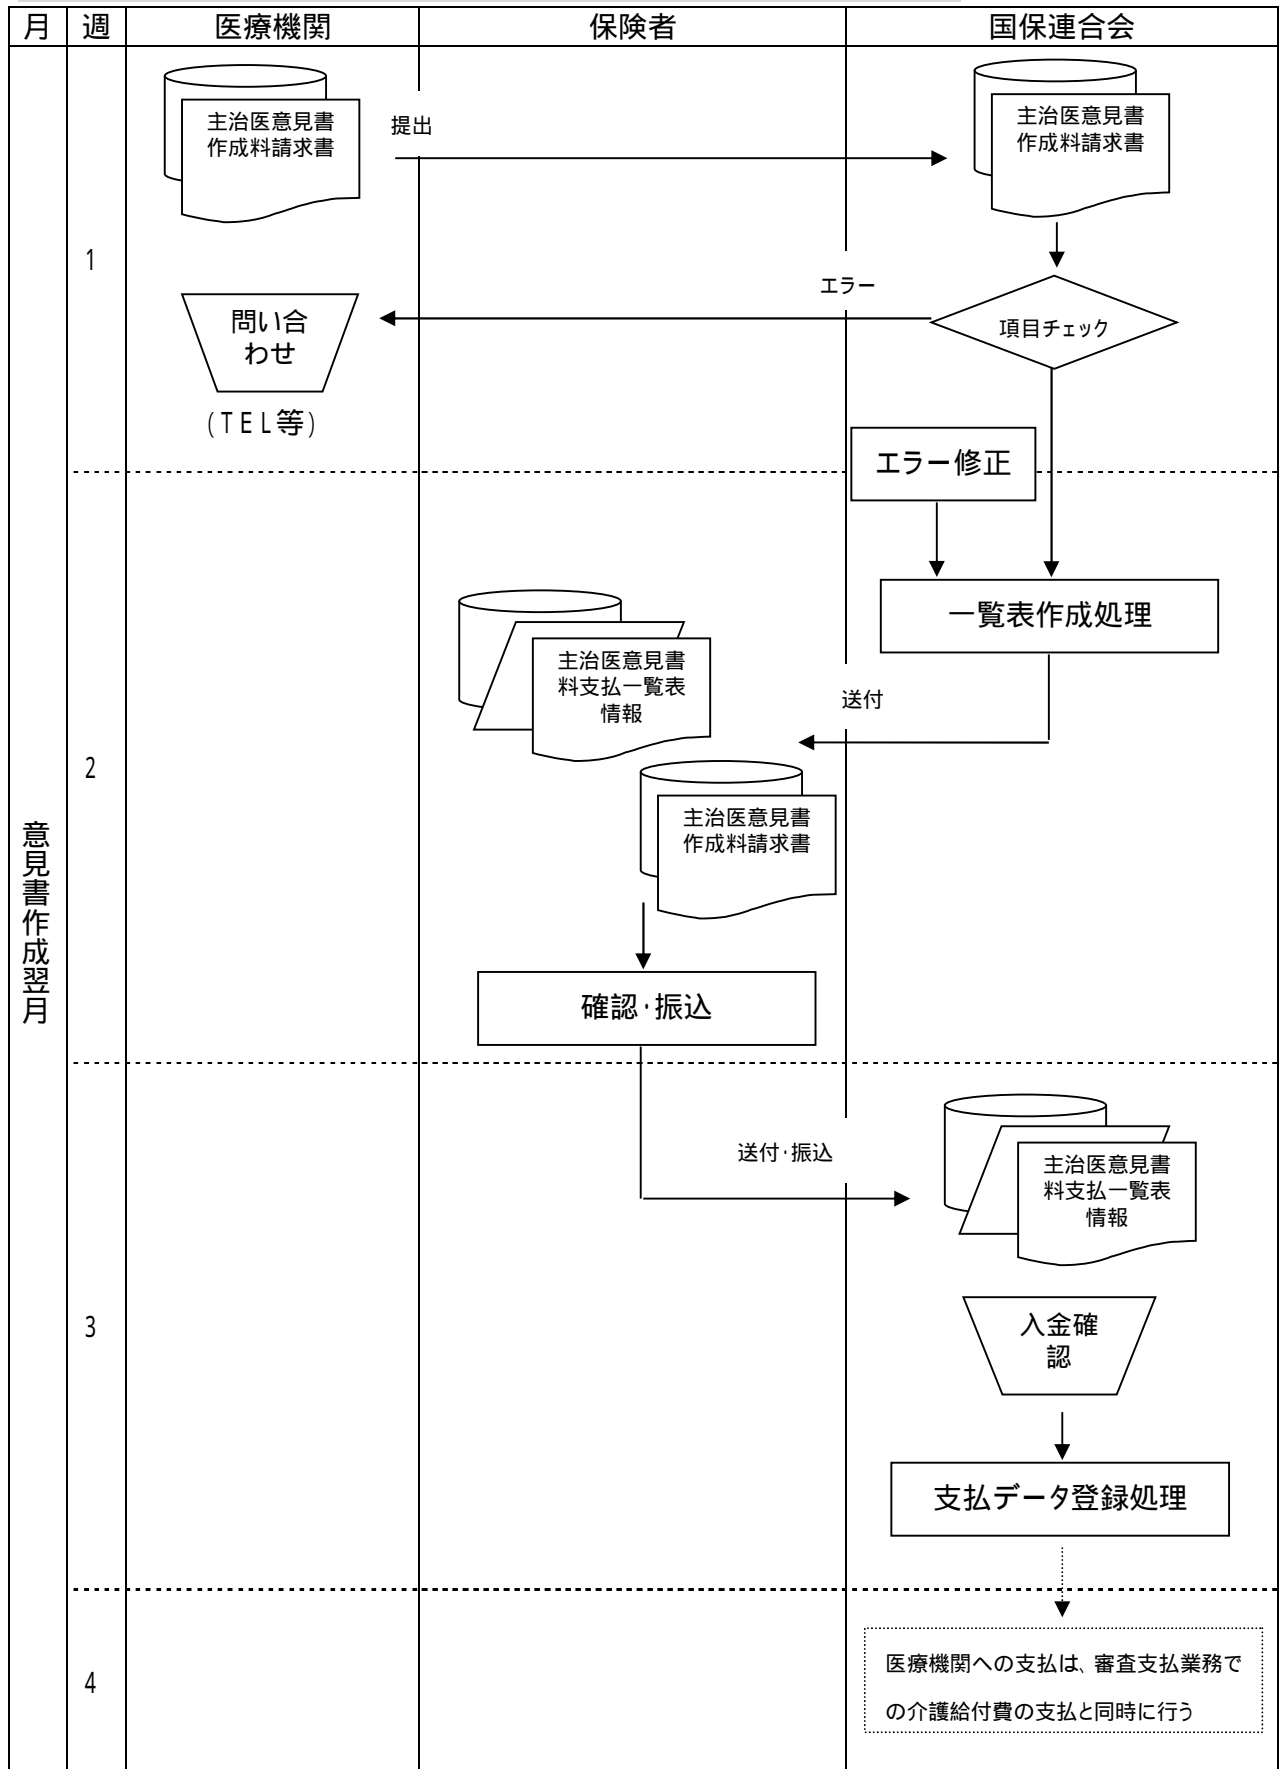 月 週 医療機関 保険者 国保連合会
主治医意見書
作成料請求書
提出
主治医意見書
作成料請求書
1
エラー
項目チェック
問い合
わせ
(TEL等)
エラー修正
一覧表作成処理
主治医意見書
料支払一覧表
情報
送付
2
主治医意見書
作成料請求書
意見書作成翌月
確認・振込
送付・振込
主治医意見書
料支払一覧表
情報
3
入金確
認
支払データ登録処理
4
医療機関への支払は、審査支払業務で
の介護給付費の支払と同時に行う